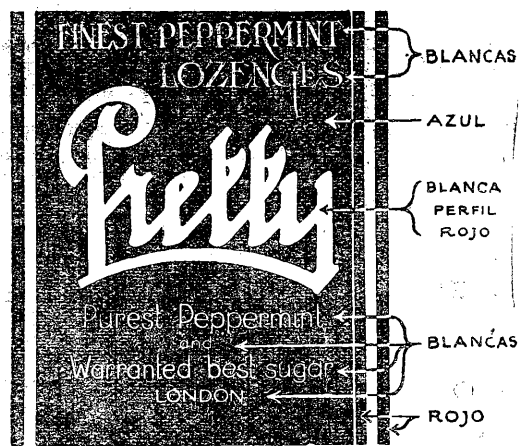 FINEST PEPPERMINT
LOZENGES
BLANCAS
AZUL
Pretty
BLANCA
PERFIL
ROJO
Purest Peppermint
and
Warranted best sugar
LONDON
BLANCAS
ROJO